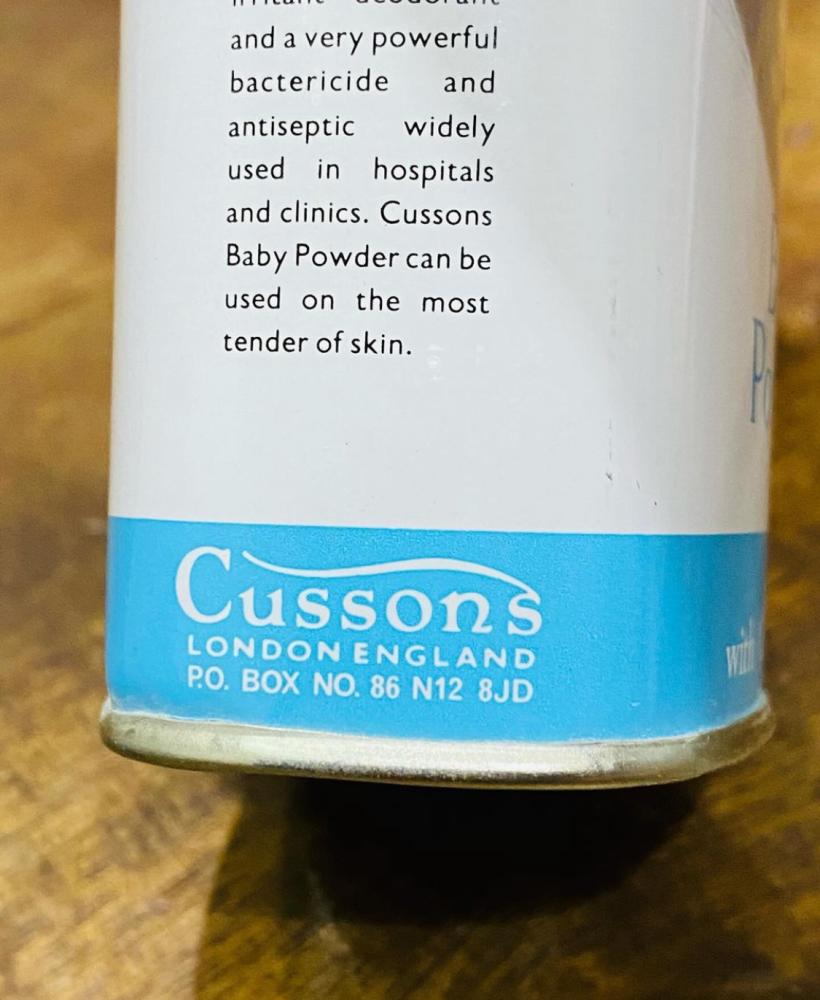 and a very powerful
bactericide and
antiseptic widely
used in hospitals
and clinics. Cussons
Baby Powder can be
used on the most
tender of skin.
Cussons
LONDON ENGLAND
P.O. BOX NO. 86 N12 8JD
with